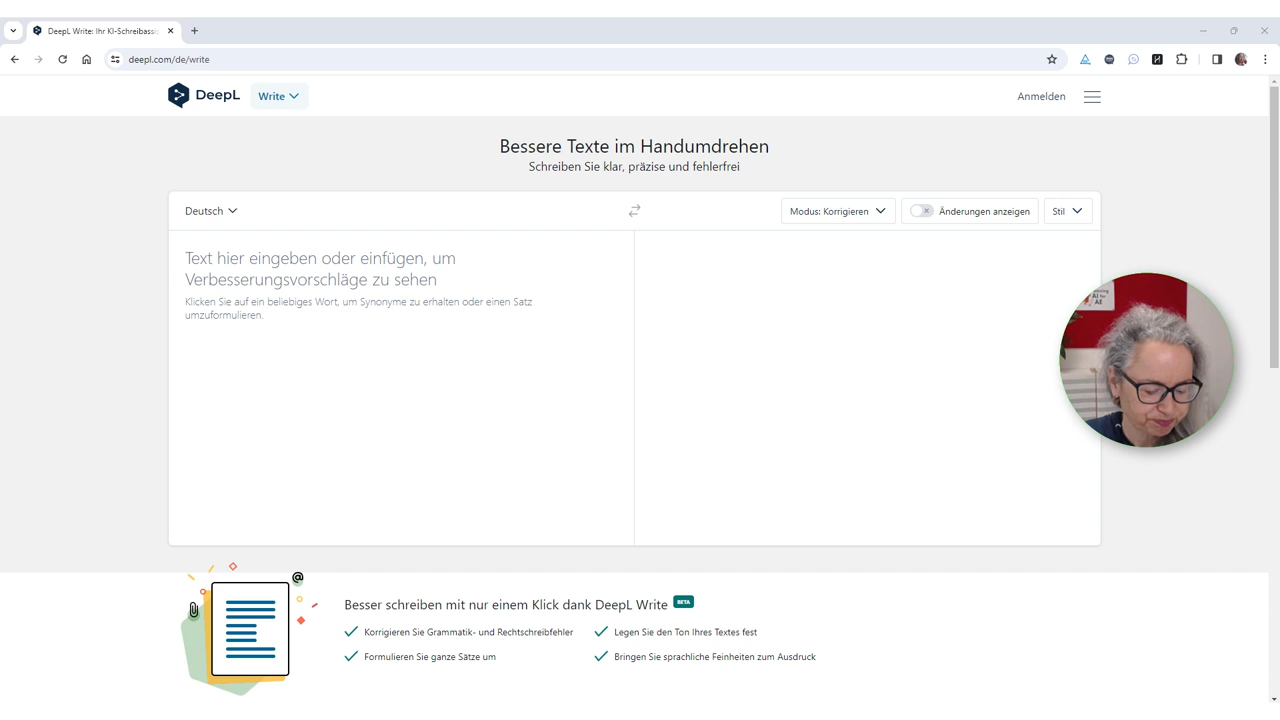 DeepL Write: Ihr KI-Schreibassis
deepl.com/de/write
DeepL
Write
Anmelden
Bessere Texte im Handumdrehen
Schreiben Sie klar, präzise und fehlerfrei
Deutsch
Modus: Korrigieren
Änderungen anzeigen
Stil
Text hier eingeben oder einfügen, um
Verbesserungsvorschläge zu sehen
Klicken Sie auf ein beliebiges Wort, um Synonyme zu erhalten oder einen Satz
umzuformulieren.
AI for
AE
Besser schreiben mit nur einem Klick dank DeepL Write
BETA
Korrigieren Sie Grammatik- und Rechtschreibfehler
Legen Sie den Ton Ihres Textes fest
Formulieren Sie ganze Sätze um
Bringen Sie sprachliche Feinheiten zum Ausdruck